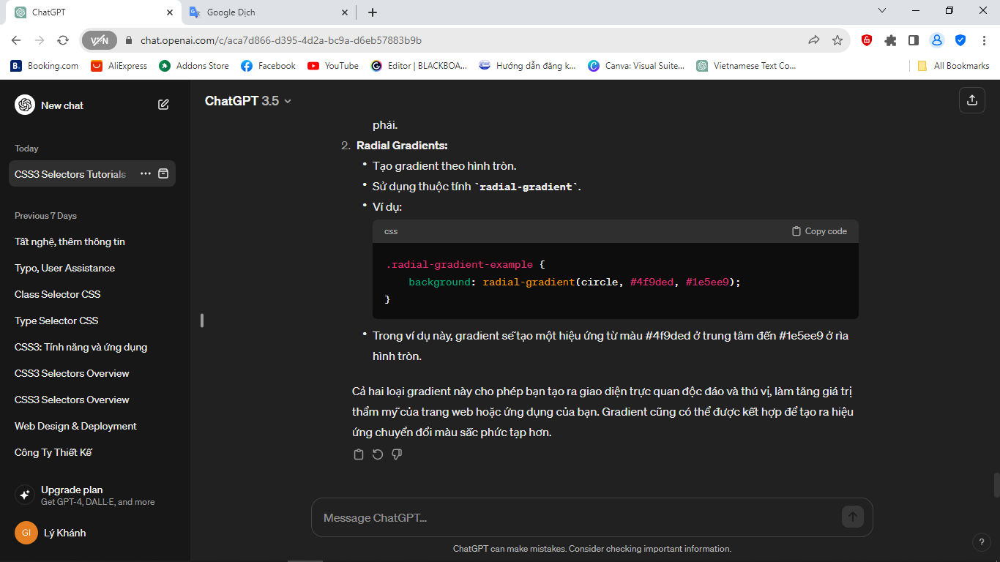 ChatGPT
Google Dịch
VPN
chat.openai.com/c/aca7d866-d395-4d2a-bc9a-d6eb57883b9b
B. Booking.com
AliExpress
Addons Store
Facebook
YouTube
Editor | BLACKBOA...
Hướng dẫn đăng k...
Canva: Visual Suite...
Vietnamese Text Co...
All Bookmarks
New chat
Today
CSS3 Selectors Tutorials
Previous 7 Days
Tất nghệ, thêm thông tin
Typo, User Assistance
Class Selector CSS
Type Selector CSS
CSS3: Tính năng và ứng dụng
CSS3 Selectors Overview
CSS3 Selectors Overview
Web Design & Deployment
Công Ty Thiết Kế
Upgrade plan
Get GPT-4, DALL·E, and more
GI Lý Khánh
ChatGPT 3.5
phái.
2. Radial Gradients:
• Tạo gradient theo hình tròn.
• Sử dụng thuộc tính `radial-gradient`.
• Ví dụ:
css
Copy code
.radial-gradient-example {
background: radial-gradient(circle, #4f9ded, #1e5ee9);
}
• Trong ví dụ này, gradient sẽ tạo một hiệu ứng từ màu #4f9ded ở trung tâm đến #1e5ee9 ở rìa
hình tròn.
Cả hai loại gradient này cho phép bạn tạo ra giao diện trực quan độc đáo và thú vị, làm tăng giá trị
thẩm mỹ của trang web hoặc ứng dụng của bạn. Gradient cũng có thể được kết hợp để tạo ra hiệu
ứng chuyển đổi màu sắc phức tạp hơn.
Message ChatGPT...
ChatGPT can make mistakes. Consider checking important information.
?